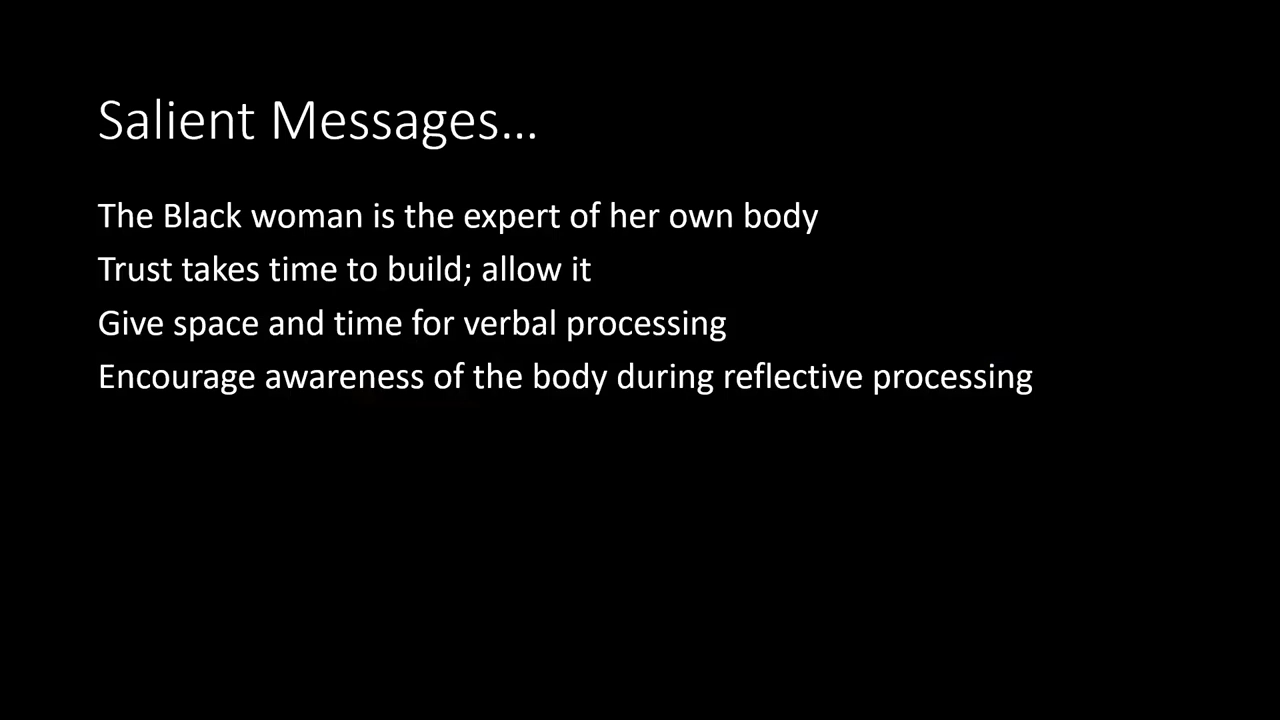 Salient Messages...
The Black woman is the expert of her own body
Trust takes time to build; allow it
Give space and time for verbal processing
Encourage awareness of the body during reflective processing